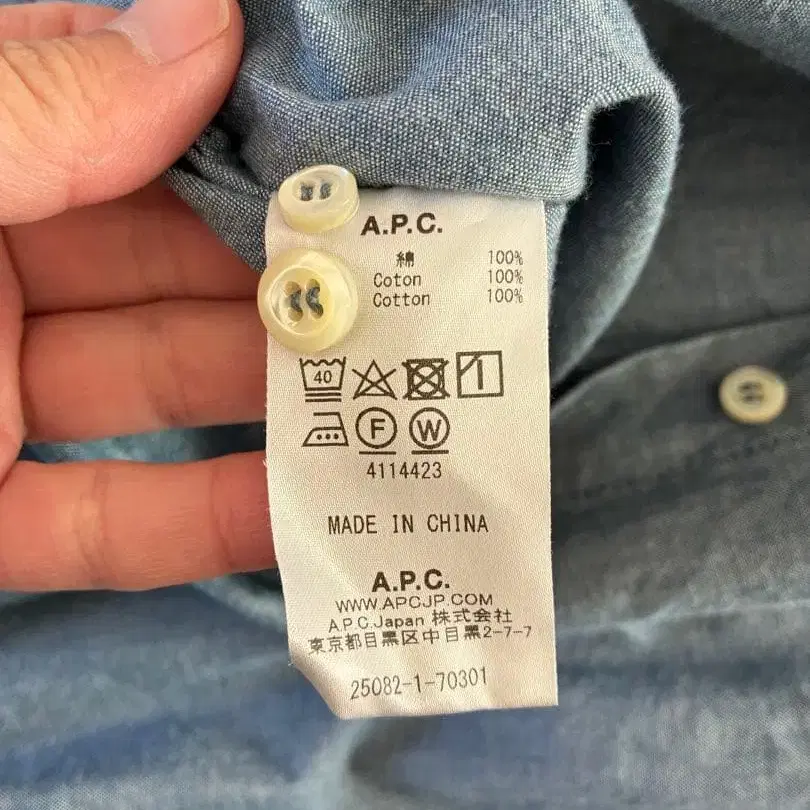 A.P.C.
綿 100%
Coton 100%
Cotton 100%
40
F W
4114423
MADE IN CHINA
A.P.C.
WWW.APCJP.COM
A.P.C.Japan 株式会社
東京都目黒区中目黒2-7-7
25082-1-70301